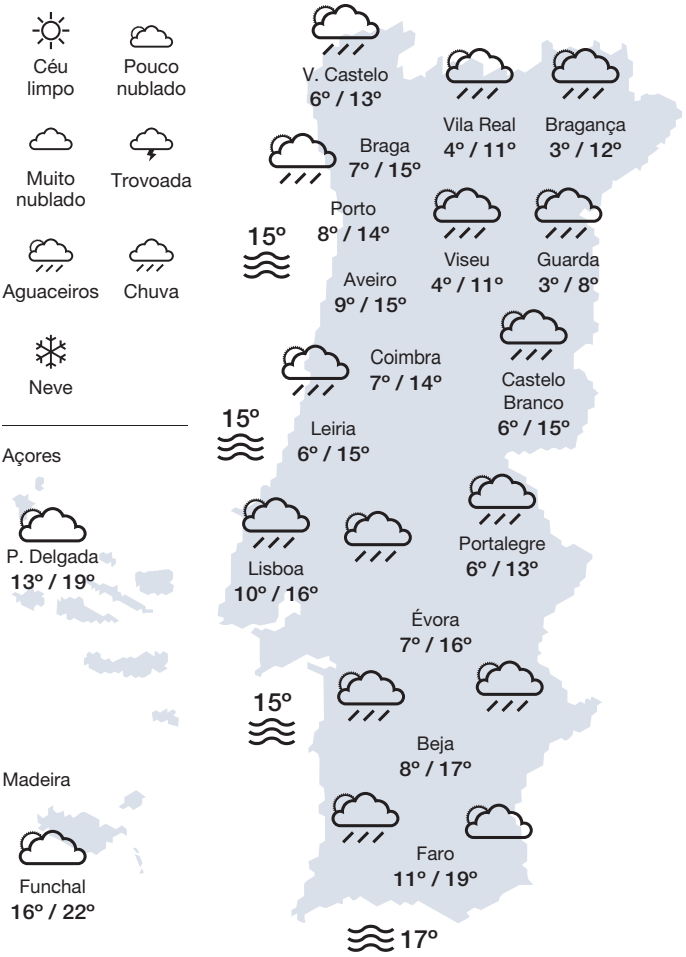 Céu
limpo
Pouco
nublado
Muito
nublado
Trovoada
Aguaceiros
Chuva
Neve
V. Castelo
6º / 13º
Vila Real
4º / 11º
Bragança
3º / 12º
Braga
7º / 15º
Porto
8º / 14º
15º
Viseu
4º / 11º
Guarda
3º / 8º
Aveiro
9º / 15º
Coimbra
7º / 14º
Castelo
Branco
6º / 15º
15º
Leiria
6º / 15º
Açores
P. Delgada
13º / 19º
Lisboa
10º / 16º
Portalegre
6º / 13º
Évora
7º / 16º
15º
Beja
8º / 17º
Madeira
Funchal
16º / 22º
Faro
11º / 19º
17º